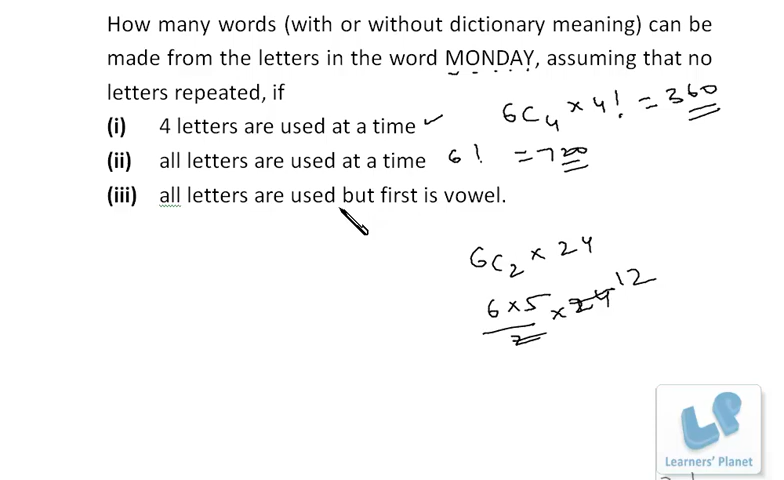 How many words (with or without dictionary meaning) can be
made from the letters in the word MONDAY, assuming that no
letters repeated, if
6C₄ × 4! = 360
(i) 4 letters are used at a time ✓
(ii) all letters are used at a time 6! = 720
(iii) all letters are used but first is vowel.
6C₂ × 24
6 × 5 × 24 12
2
LP
Learners' Planet